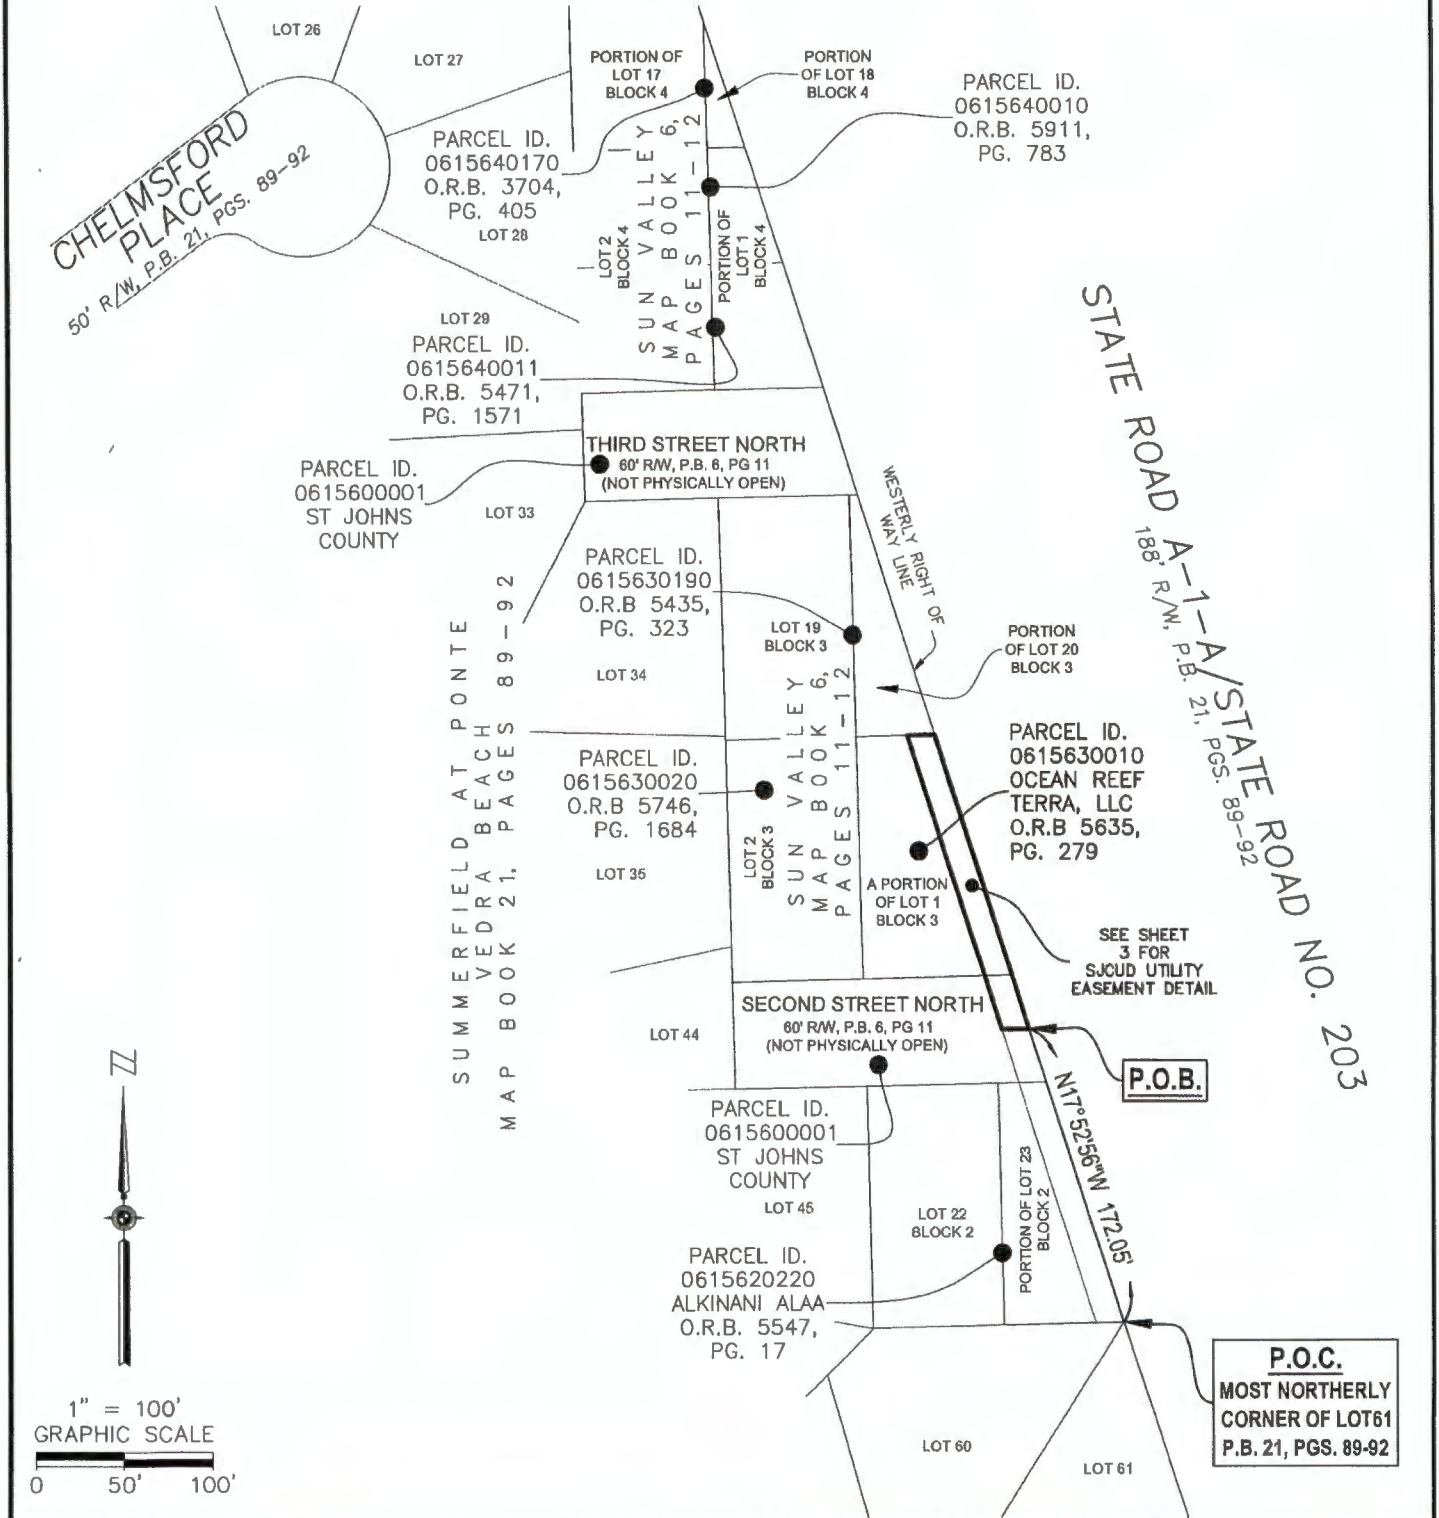 LOT 26
LOT 27
CHELMSFORD
PLACE
50' R/W, P.B. 21, PGS. 89-92
PORTION OF
LOT 17
BLOCK 4
PORTION
OF LOT 18
BLOCK 4
PARCEL ID.
0615640010
O.R.B. 5911,
PG. 783
PARCEL ID.
0615640170
O.R.B. 3704,
PG. 405
LOT 28
SUN VALLEY
MAP BOOK 6,
PAGES 11-12
LOT 2
BLOCK 4
PORTION OF
LOT 1
BLOCK 4
LOT 29
PARCEL ID.
0615640011
O.R.B. 5471,
PG. 1571
STATE ROAD A-1-A/STATE ROAD NO. 203
188' R/W, P.B. 21, PGS. 89-92
THIRD STREET NORTH
60' R/W, P.B. 6, PG 11
(NOT PHYSICALLY OPEN)
PARCEL ID.
0615600001
ST JOHNS
COUNTY
LOT 33
WESTERLY RIGHT OF
WAY LINE
PARCEL ID.
0615630190
O.R.B 5435,
PG. 323
LOT 19
BLOCK 3
PORTION
OF LOT 20
BLOCK 3
LOT 34
SUMMERFIELD AT PONTE
VEDRA BEACH
MAP BOOK 21, PAGES 89-92
SUN VALLEY
MAP BOOK 6,
PAGES 11-12
PARCEL ID.
0615630010
OCEAN REEF
TERRA, LLC
O.R.B 5635,
PG. 279
PARCEL ID.
0615630020
O.R.B 5746,
PG. 1684
LOT 2
BLOCK 3
LOT 35
A PORTION
OF LOT 1
BLOCK 3
SEE SHEET
3 FOR
SJCUD UTILITY
EASEMENT DETAIL
SECOND STREET NORTH
60' R/W, P.B. 6, PG 11
(NOT PHYSICALLY OPEN)
LOT 44
P.O.B.
N17°52'56"W 172.05'
PARCEL ID.
0615600001
ST JOHNS
COUNTY
LOT 45
LOT 22
BLOCK 2
PORTION OF LOT 23
BLOCK 2
PARCEL ID.
0615620220
ALKINANI ALAA
O.R.B. 5547,
PG. 17
P.O.C.
MOST NORTHERLY
CORNER OF LOT61
P.B. 21, PGS. 89-92
LOT 60
LOT 61
N
1" = 100'
GRAPHIC SCALE
0 50' 100'